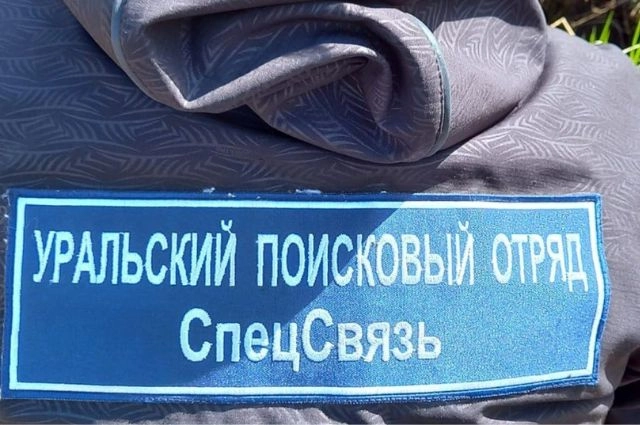 УРАЛЬСКИЙ ПОИСКОВЫЙ ОТРЯД
СпецСвязь